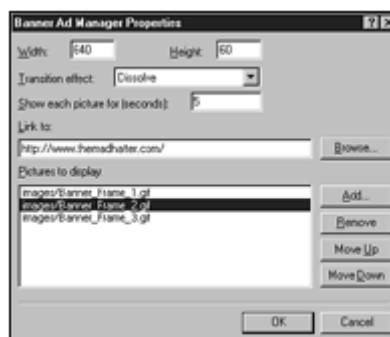 Banner Ad Manager Properties
Width: 640 Height: 60
Transition effect: Dissolve
Show each picture for (seconds): 5
Link to:
http://www.themadhatter.com/ Browse...
Pictures to display:
images/Banner_Frame_1.gif Add...
images/Banner_Frame_2.gif Remove
images/Banner_Frame_3.gif Move Up
Move Down
OK Cancel